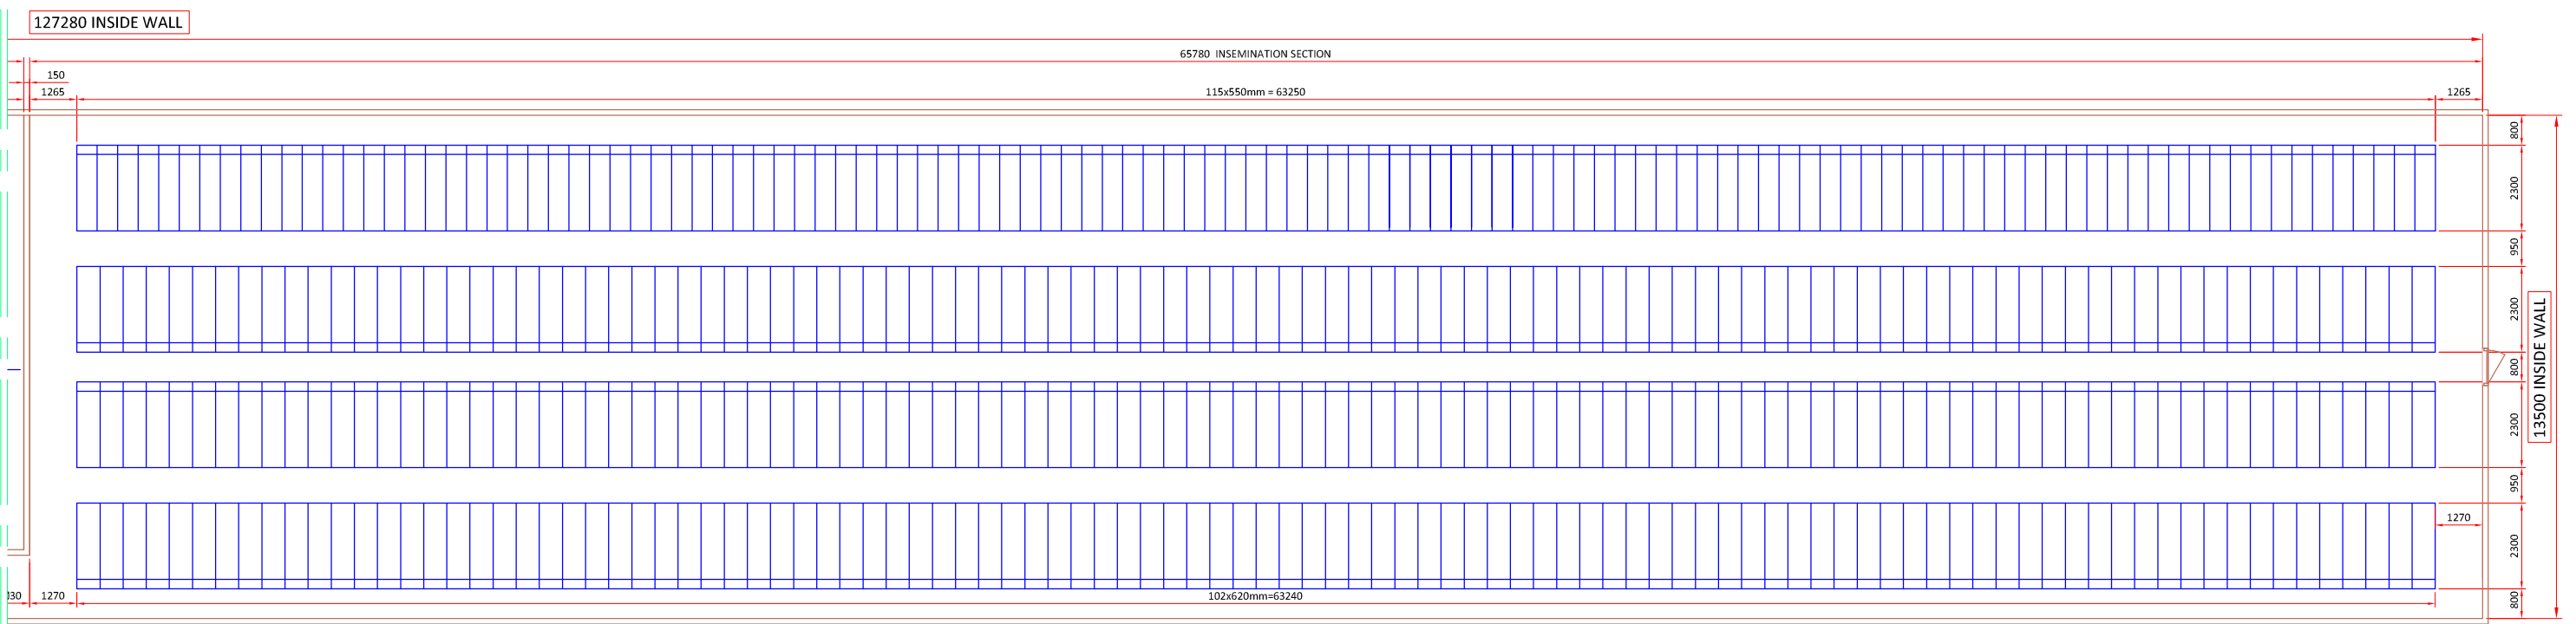 127280 INSIDE WALL
65780 INSEMINATION SECTION
150
1265
115x550mm = 63250
1265
800
2300
950
2300
800
13500 INSIDE WALL
2300
950
1270
2300
1270
102x620mm=63240
800